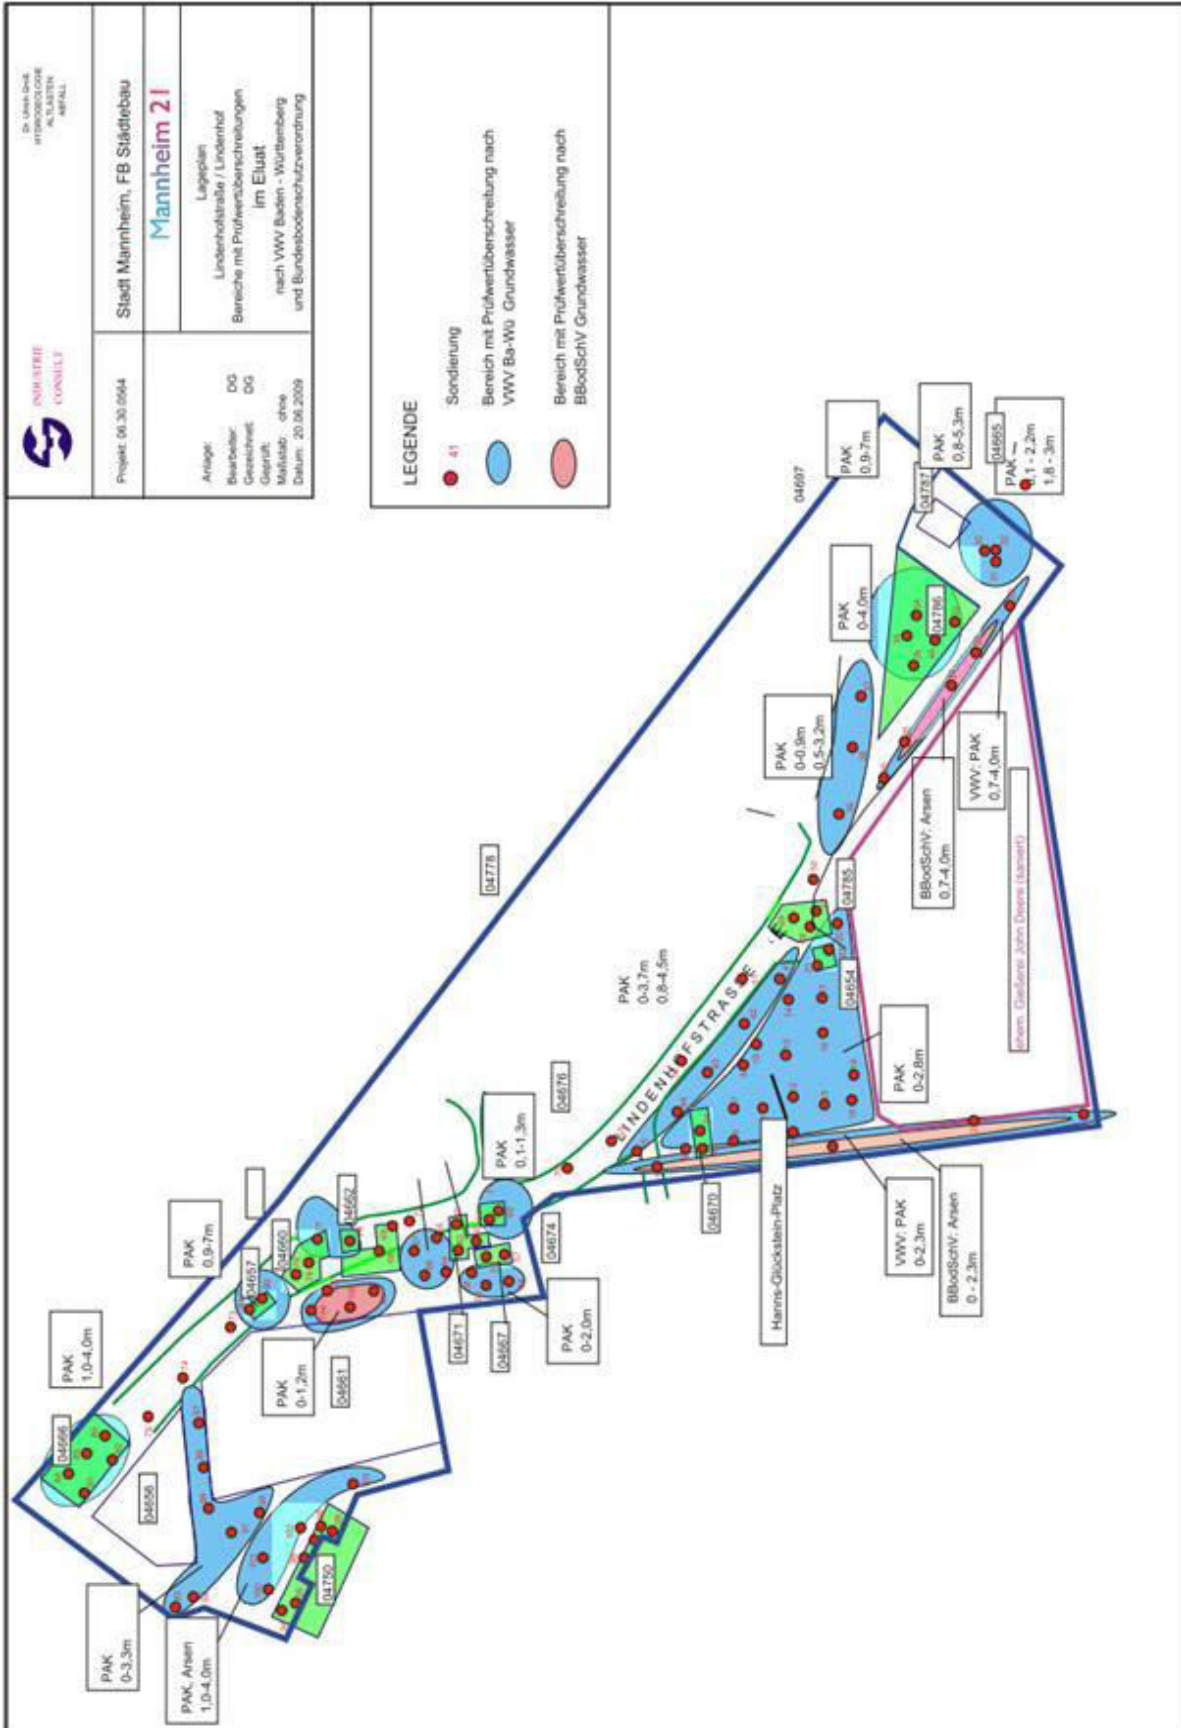 INDUSTRIE
CONSULT
Dr. Ulrich Groß
HYDROGEOLOGIE
ALTLASTEN
ABFALL
Projekt: 06.30.0564
Stadt Mannheim, FB Städtebau
Mannheim 21
Anlage:
Bearbeiter: DG
Gezeichnet: DG
Geprüft:
Maßstab: ohne
Datum: 20.06.2009
Lageplan
Lindenhofstraße / Lindenhof
Bereiche mit Prüfwertüberschreitungen
im Eluat
nach VWV Baden - Württemberg
und Bundesbodenschutzverordnung
LEGENDE
41 Sondierung
Bereich mit Prüfwertüberschreitung nach
VWV Ba-Wü Grundwasser
Bereich mit Prüfwertüberschreitung nach
BBodSchV Grundwasser
PAK
1,0-4,0m
04666
04656
PAK
0-3,3m
PAK, Arsen
1,0-4,0m
04750
PAK
0,9-7m
04657
04660
04662
PAK
0-1,2m
04661
04671
04667
PAK
0-2,0m
04674
PAK
0,1-1,3m
04676
04778
04670
LINDENHOFSTRASSE
PAK
0-3,7m
0,8-4,5m
Hanns-Glückstein-Platz
VWV: PAK
0-2,3m
BBodSchV: Arsen
0 - 2,3m
PAK
0-2,8m
04654
04785
ehem. Gießerei John Deere (saniert)
PAK
0-0,9m
0,5-3,2m
BBodSchV: Arsen
0,7-4,0m
VWV: PAK
0,7-4,0m
PAK
0-4,0m
04786
04697
PAK
0,9-7m
04787
PAK
0,8-5,3m
04665
PAK
0,1 - 2,2m
1,8 - 3m